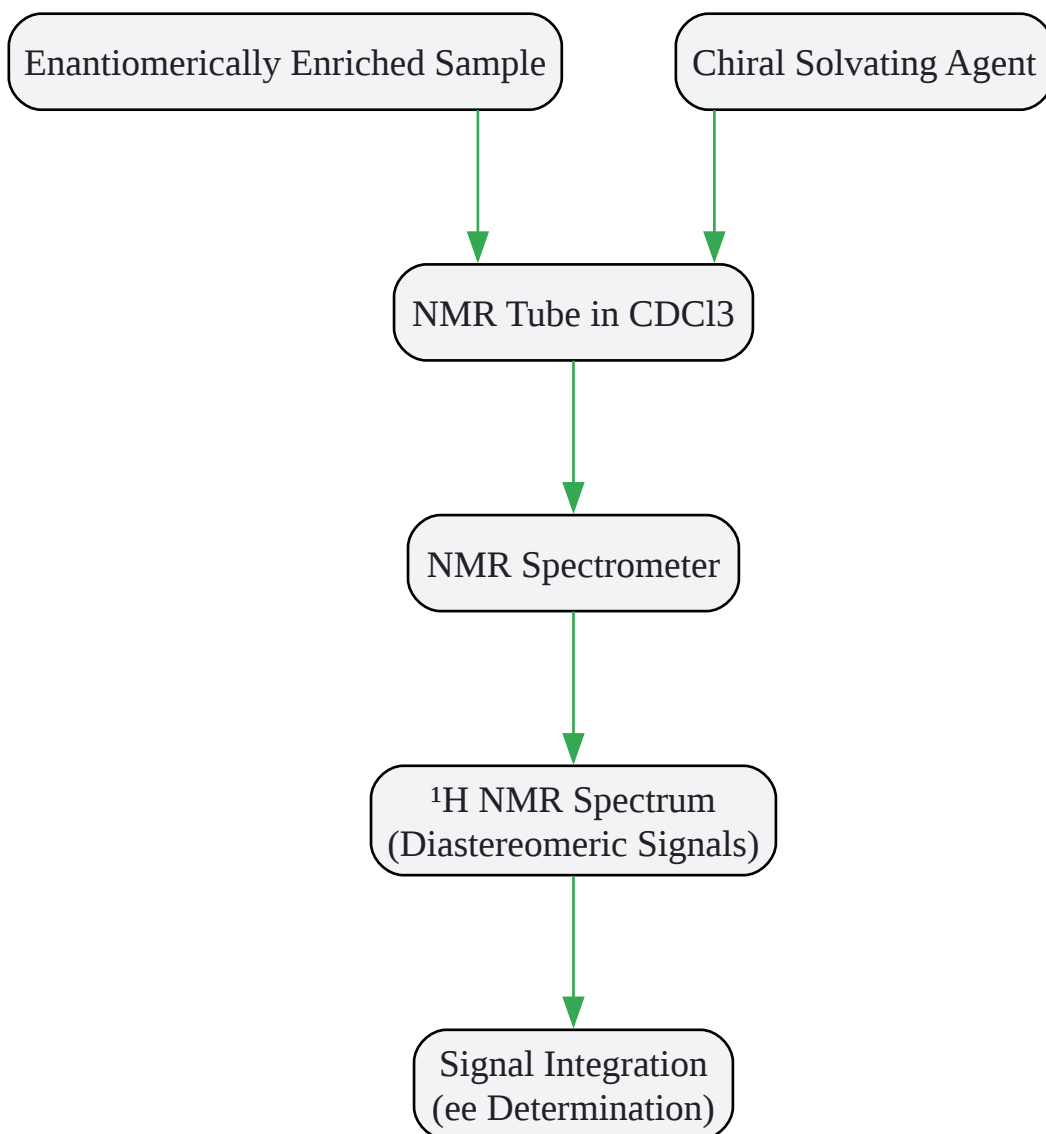 Enantiomerically Enriched Sample
Chiral Solvating Agent
NMR Tube in CDCl3
NMR Spectrometer
¹H NMR Spectrum
(Diastereomeric Signals)
Signal Integration
(ee Determination)